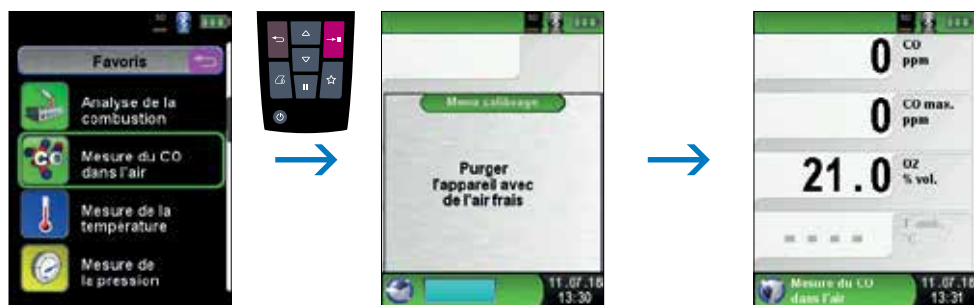 Favoris
Analyse de la
combustion
Mesure du CO
dans l'air
Mesure de la
température
Mesure de
la pression
Menu calibrage
Purger
l'appareil avec
de l'air frais
11.07.18
13:30
0 CO
ppm
0 CO max.
ppm
21.0 O2
% vol.
- - - -
°C
Mesure du CO
dans l'air
11.07.18
13:31